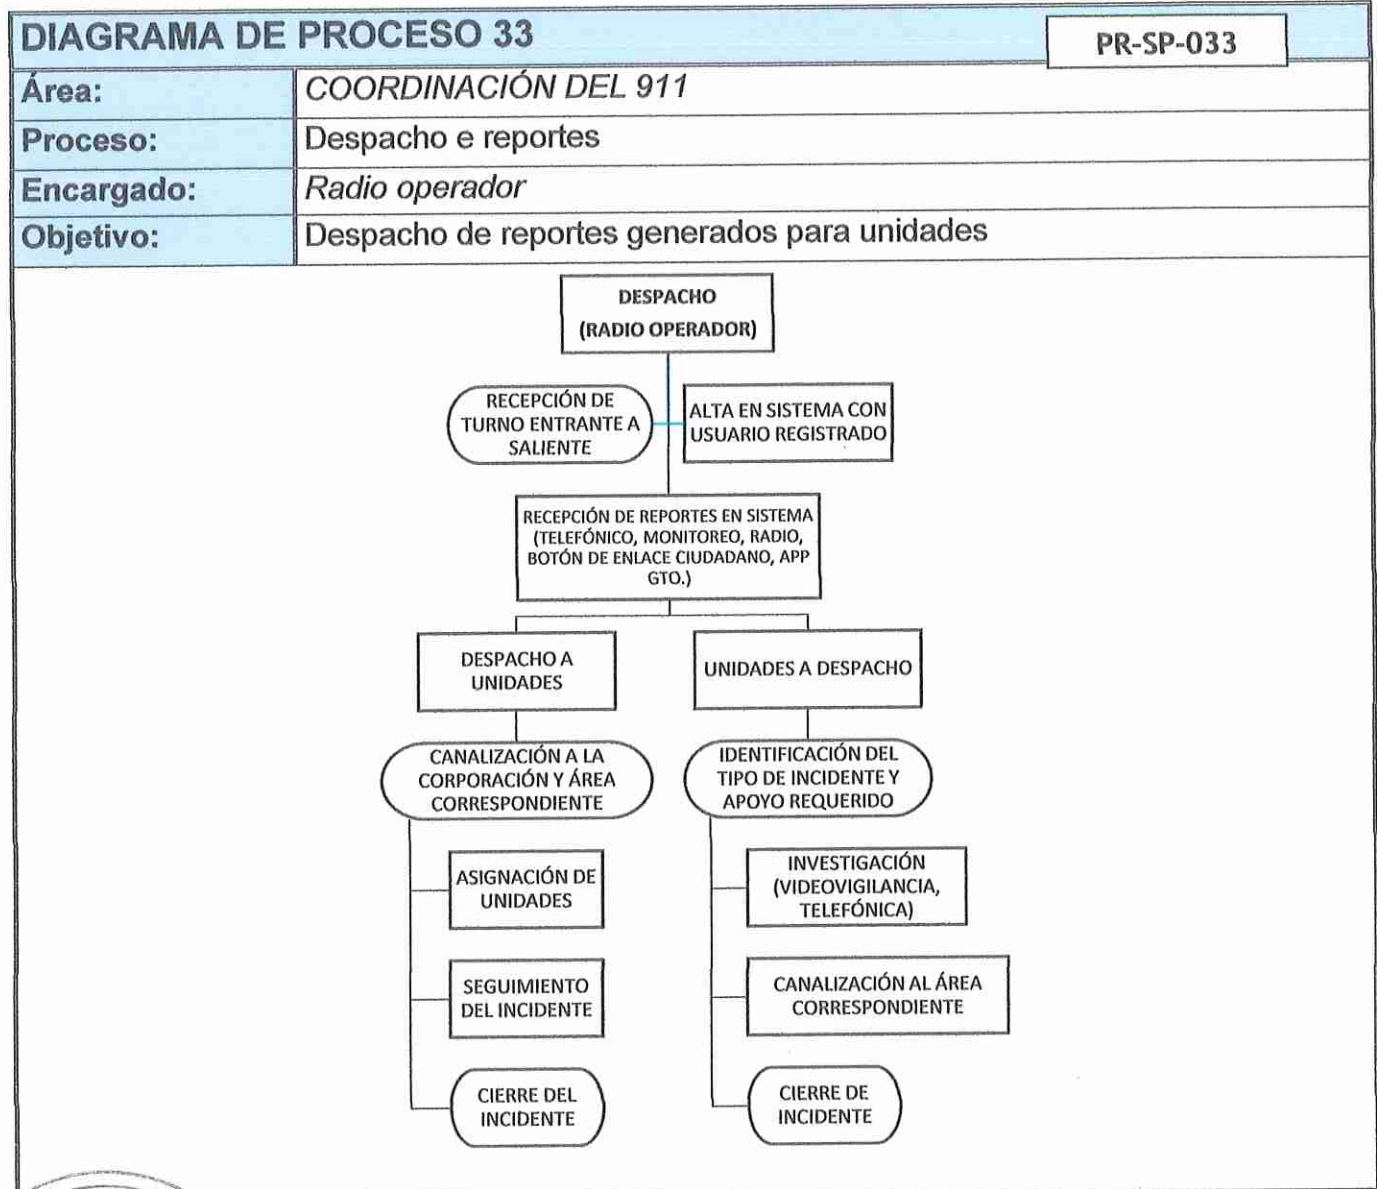 DIAGRAMA DE PROCESO 33
PR-SP-033
Área:
COORDINACIÓN DEL 911
Proceso:
Despacho e reportes
Encargado:
Radio operador
Objetivo:
Despacho de reportes generados para unidades
DESPACHO
(RADIO OPERADOR)
RECEPCIÓN DE
TURNO ENTRANTE A
SALIENTE
ALTA EN SISTEMA CON
USUARIO REGISTRADO
RECEPCIÓN DE REPORTES EN SISTEMA
(TELEFÓNICO, MONITOREO, RADIO,
BOTÓN DE ENLACE CIUDADANO, APP
GTO.)
DESPACHO A
UNIDADES
UNIDADES A DESPACHO
CANALIZACIÓN A LA
CORPORACIÓN Y ÁREA
CORRESPONDIENTE
IDENTIFICACIÓN DEL
TIPO DE INCIDENTE Y
APOYO REQUERIDO
ASIGNACIÓN DE
UNIDADES
INVESTIGACIÓN
(VIDEOVIGILANCIA,
TELEFÓNICA)
SEGUIMIENTO
DEL INCIDENTE
CANALIZACIÓN AL ÁREA
CORRESPONDIENTE
CIERRE DEL
INCIDENTE
CIERRE DE
INCIDENTE